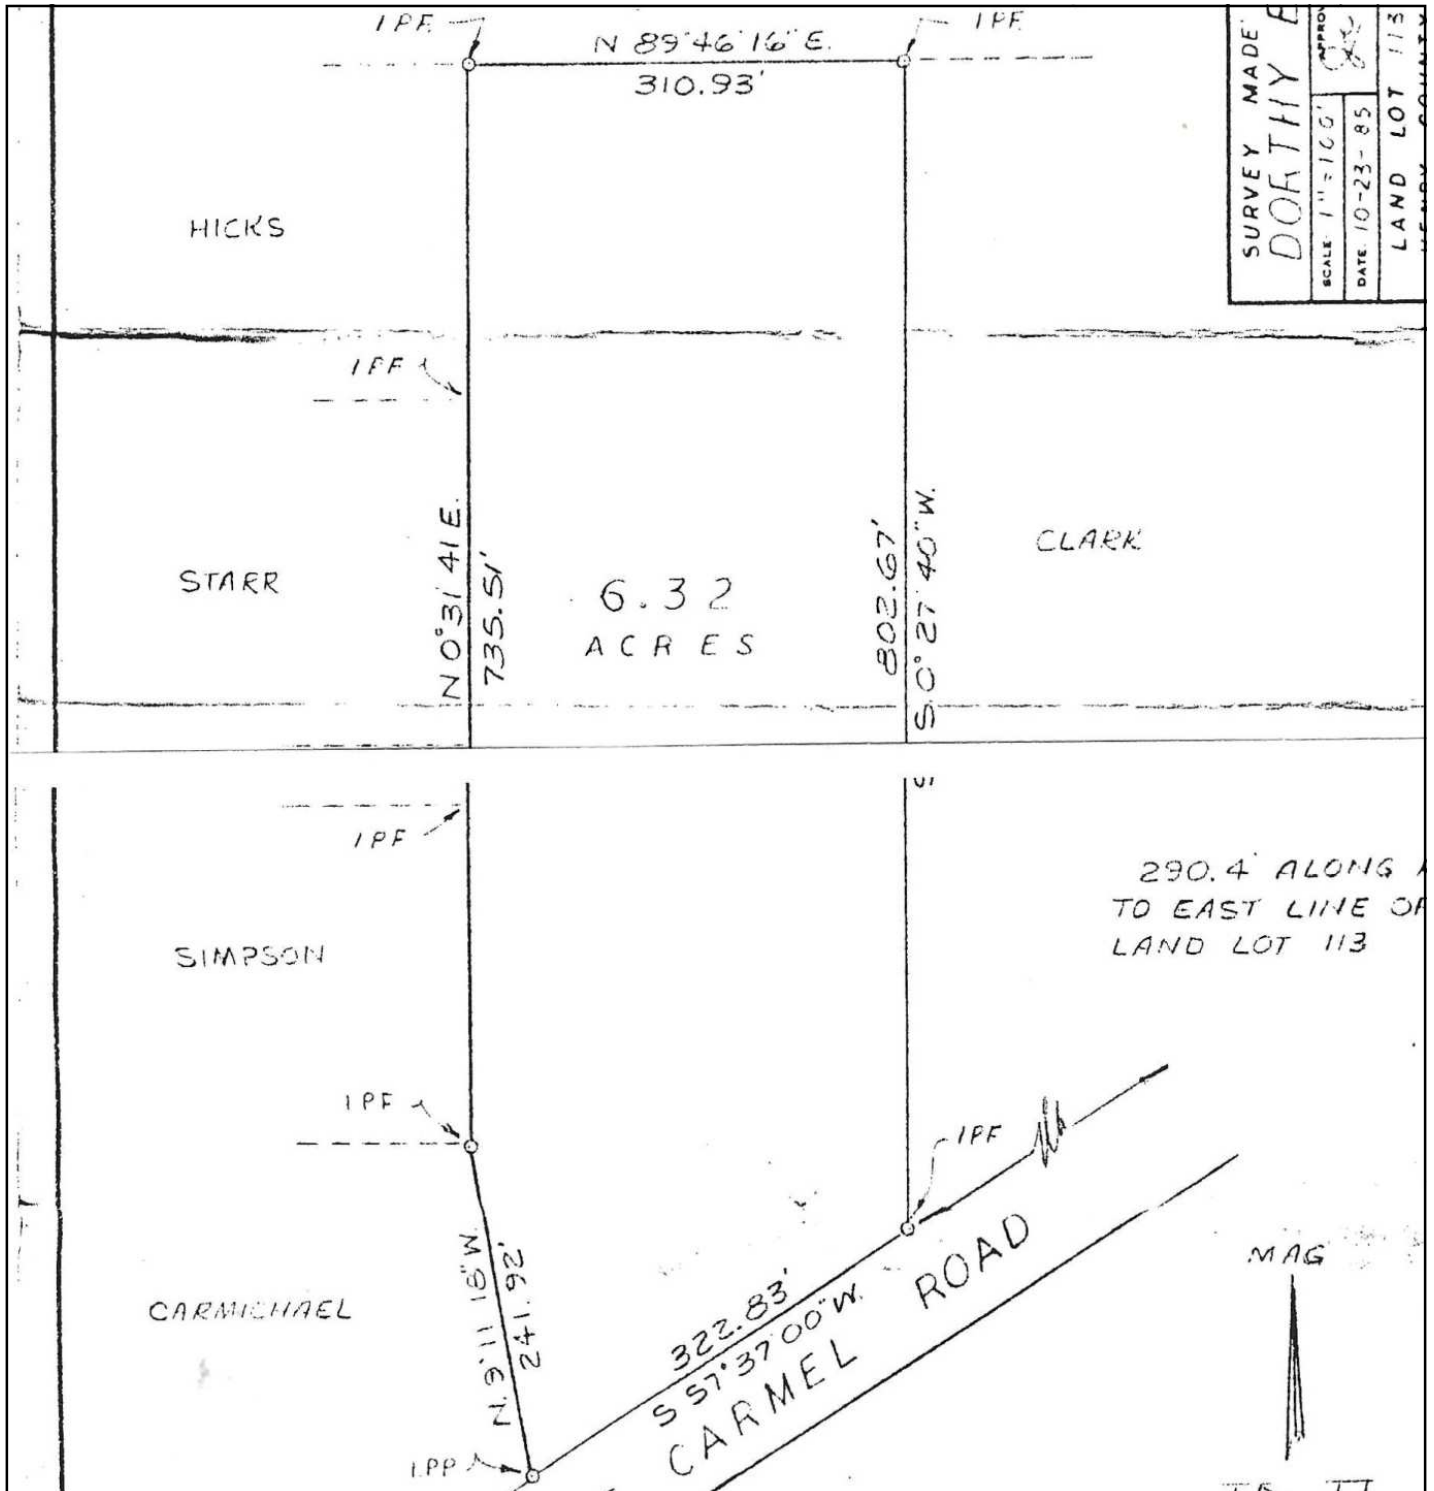 IPF
N 89°46'16" E.
310.93'
IPF
SURVEY MADE
DORTHY
SCALE 1"=100'
DATE 10-23-85
LAND LOT 113
HENRY COUNTY
HICKS
IPF
N 0°31'41 E.
735.51'
802.67'
S.0°27'40"W.
CLARK
STARR
6.32
ACRES
IPF
290.4' ALONG
TO EAST LINE OF
LAND LOT 113
SIMPSON
IPF
IPF
CARMICHAEL
N.9°11'18"W
241.92'
322.83'
S 57°37'00"W.
CARMEL ROAD
MAG
I.P.P